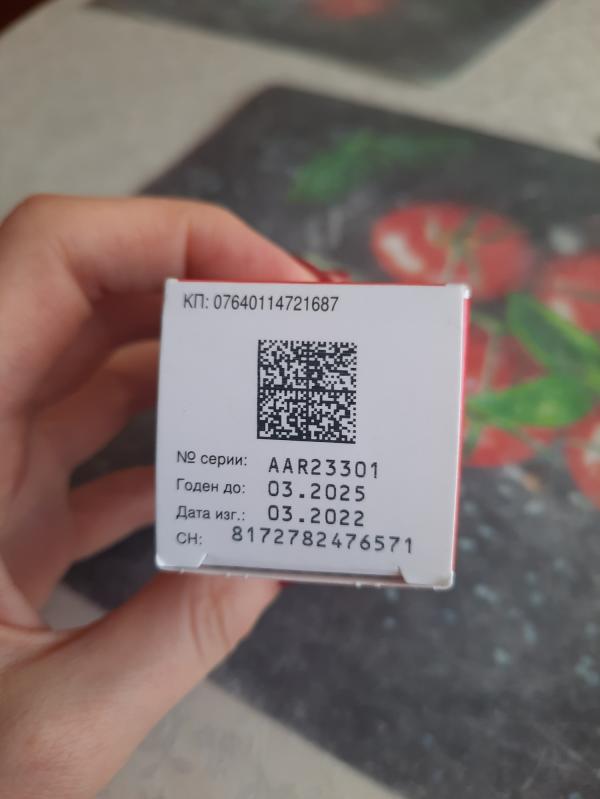 КП: 07640114721687
№ серии: AAR23301
Годен до: 03.2025
Дата изг.: 03.2022
СН: 8172782476571